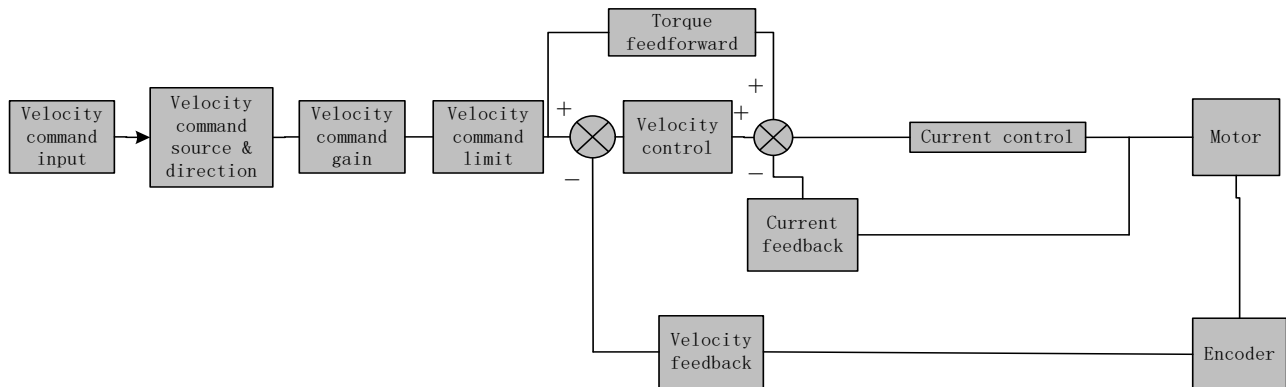 Torque
feedforward
Velocity
command
input
Velocity
command
source &
direction
Velocity
command
gain
Velocity
command
limit
+
−
Velocity
control
+
+
−
Current control
Motor
Current
feedback
Velocity
feedback
Encoder